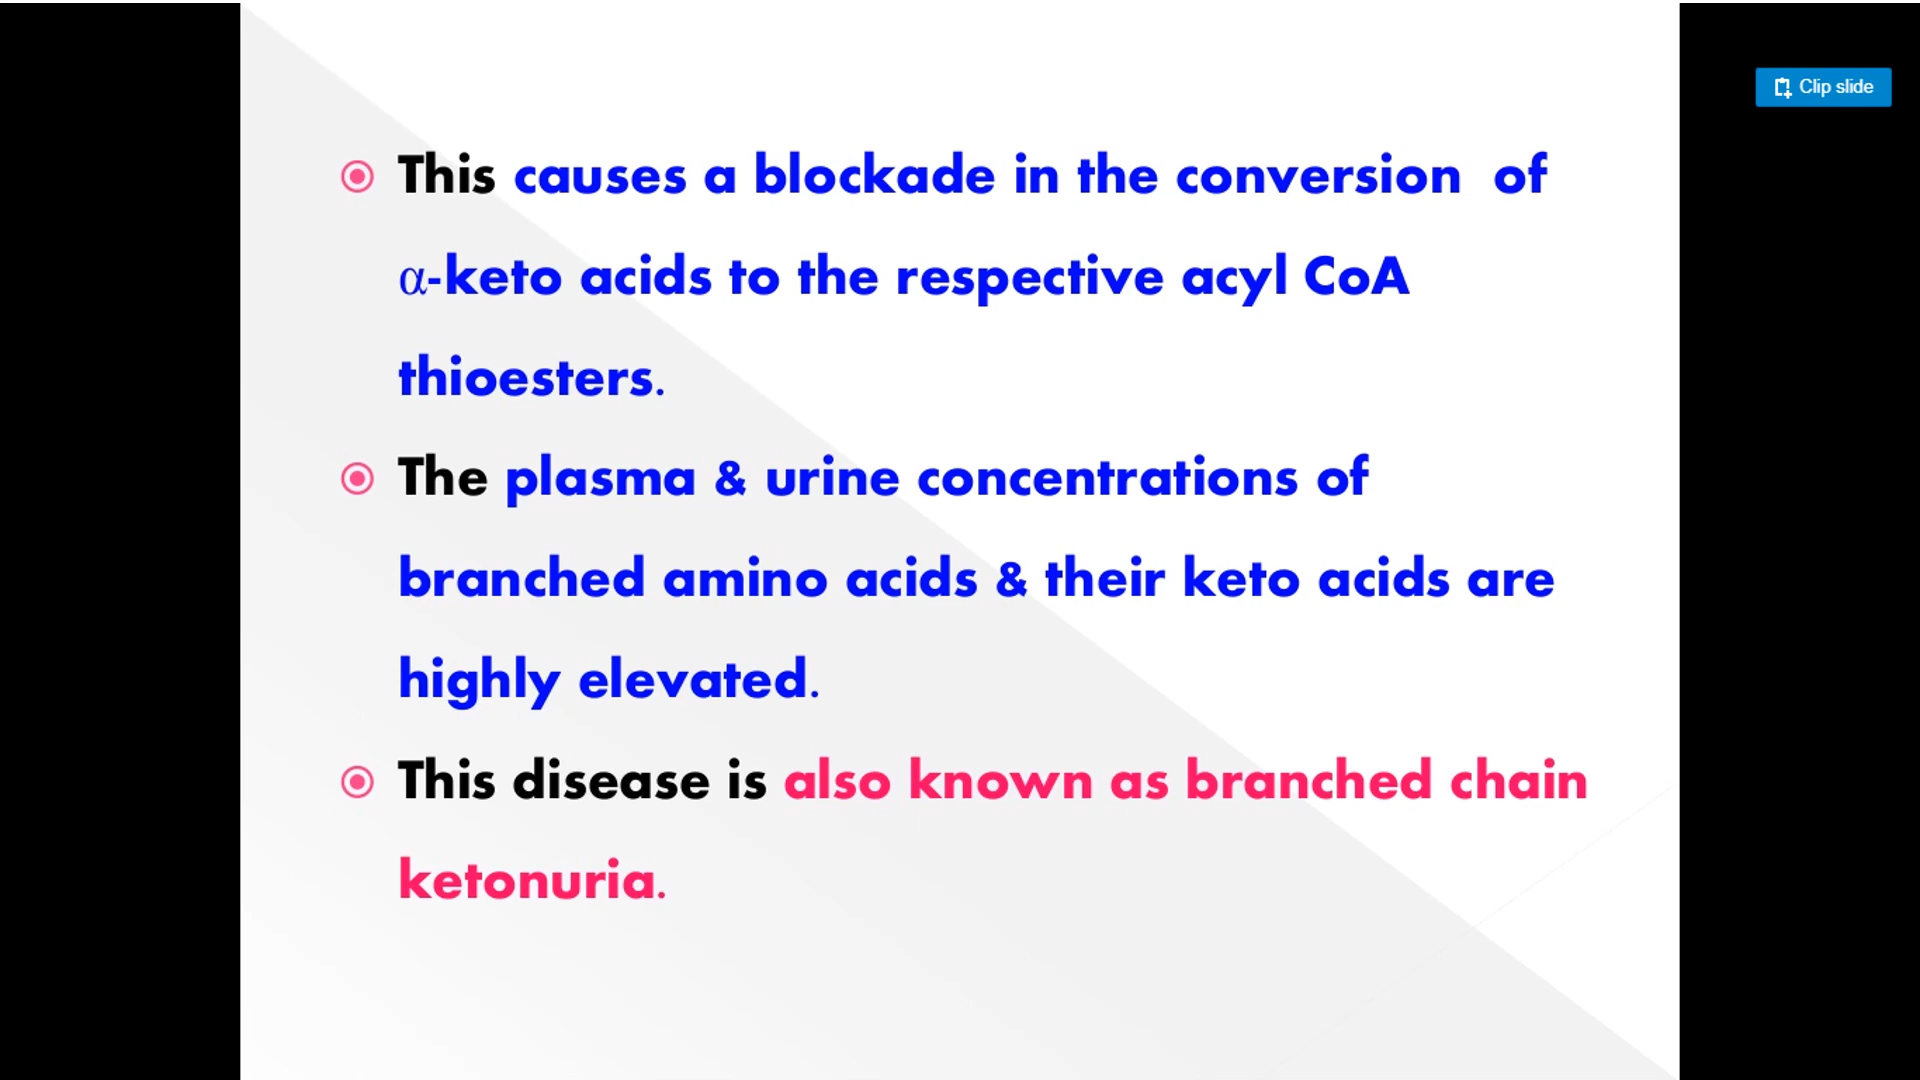 Clip slide
This causes a blockade in the conversion  of
α-keto acids to the respective acyl CoA
thioesters.
The plasma & urine concentrations of
branched amino acids & their keto acids are
highly elevated.
This disease is also known as branched chain
ketonuria.